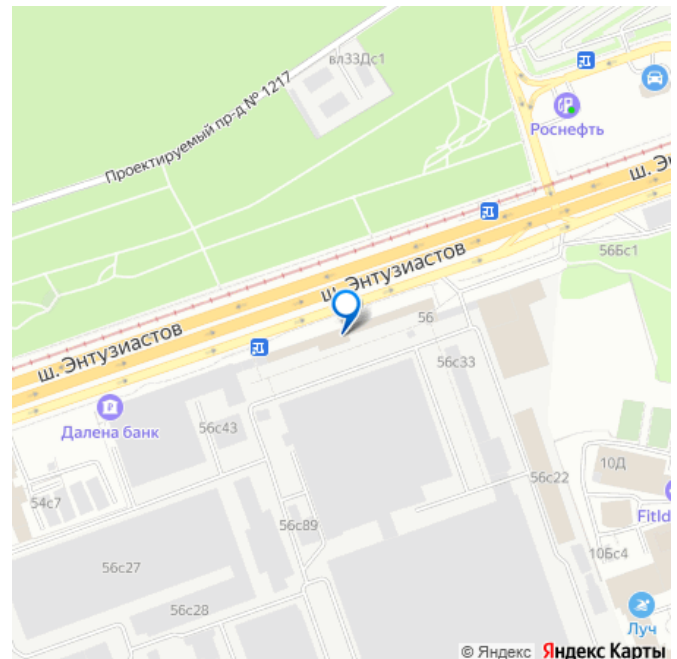 вл33Дс1
Проектируемый пр-д № 1217
Роснефть
ш. Эн
56Бс1
ш. Энтузиастов
ш. Энтузиастов
56
56с33
Далена банк
56с43
54с7
10Д
56с22
FitId
56с89
10Бс4
56с27
56с28
Луч
© Яндекс Яндекс Карты